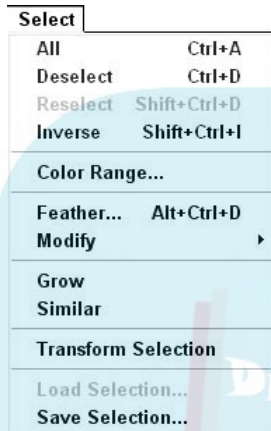 Select
All Ctrl+A
Deselect Ctrl+D
Reselect Shift+Ctrl+D
Inverse Shift+Ctrl+I
Color Range...
Feather... Alt+Ctrl+D
Modify
Grow
Similar
Transform Selection
Load Selection...
Save Selection...